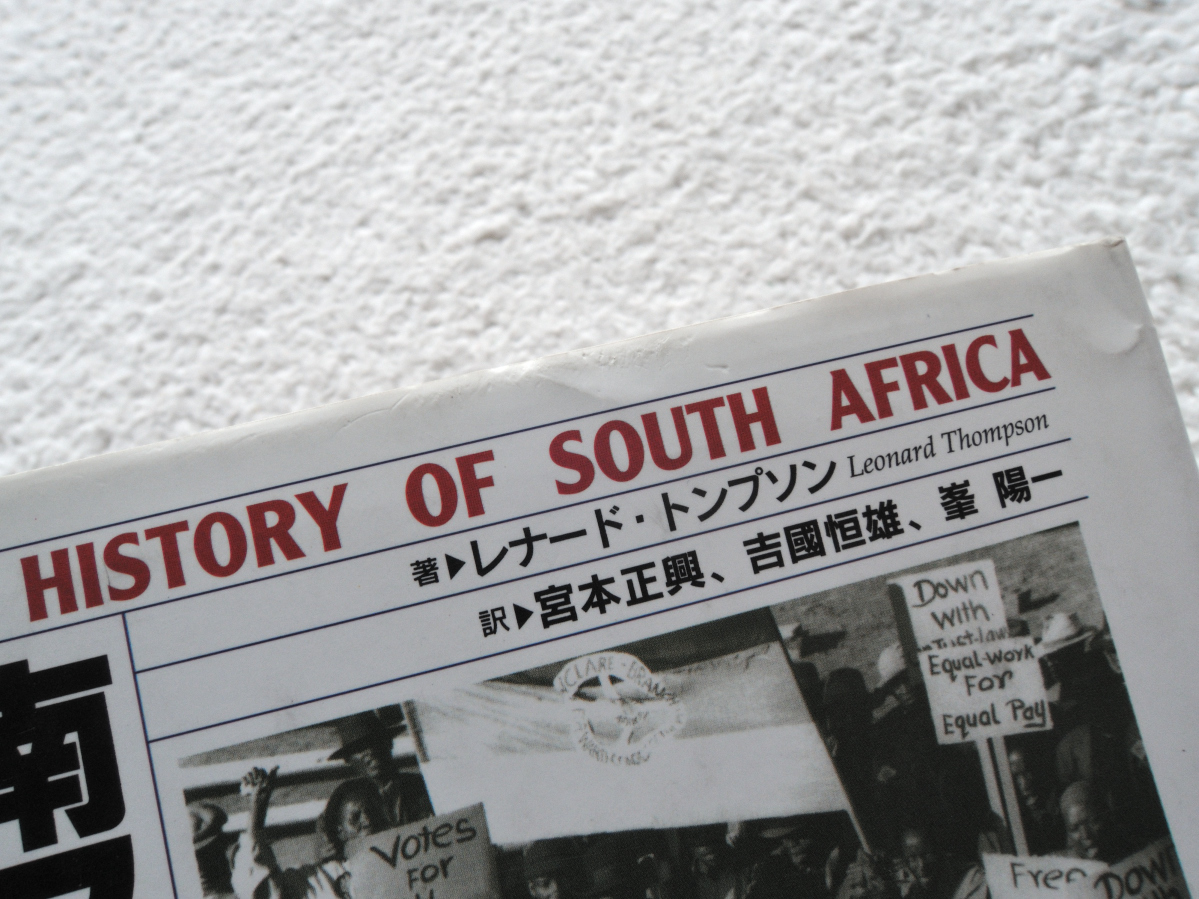 HISTORY OF SOUTH AFRICA
著▶レナード・トンプソン Leonard Thompson
訳▶宮本正興、吉國恒雄、峯 陽一
南
DOWN
WITH
Equal-Work
FOR
Equal Pay
Votes
FOR
Free
DOWN